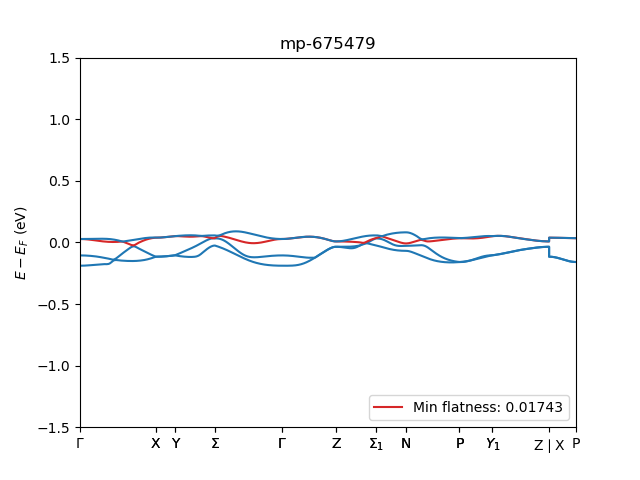 mp-675479
E − E_F (eV)
1.5
1.0
0.5
0.0
−0.5
−1.0
−1.5
Min flatness: 0.01743
Γ X Y Σ Γ Z Σ₁ N P Y₁ Z | X P